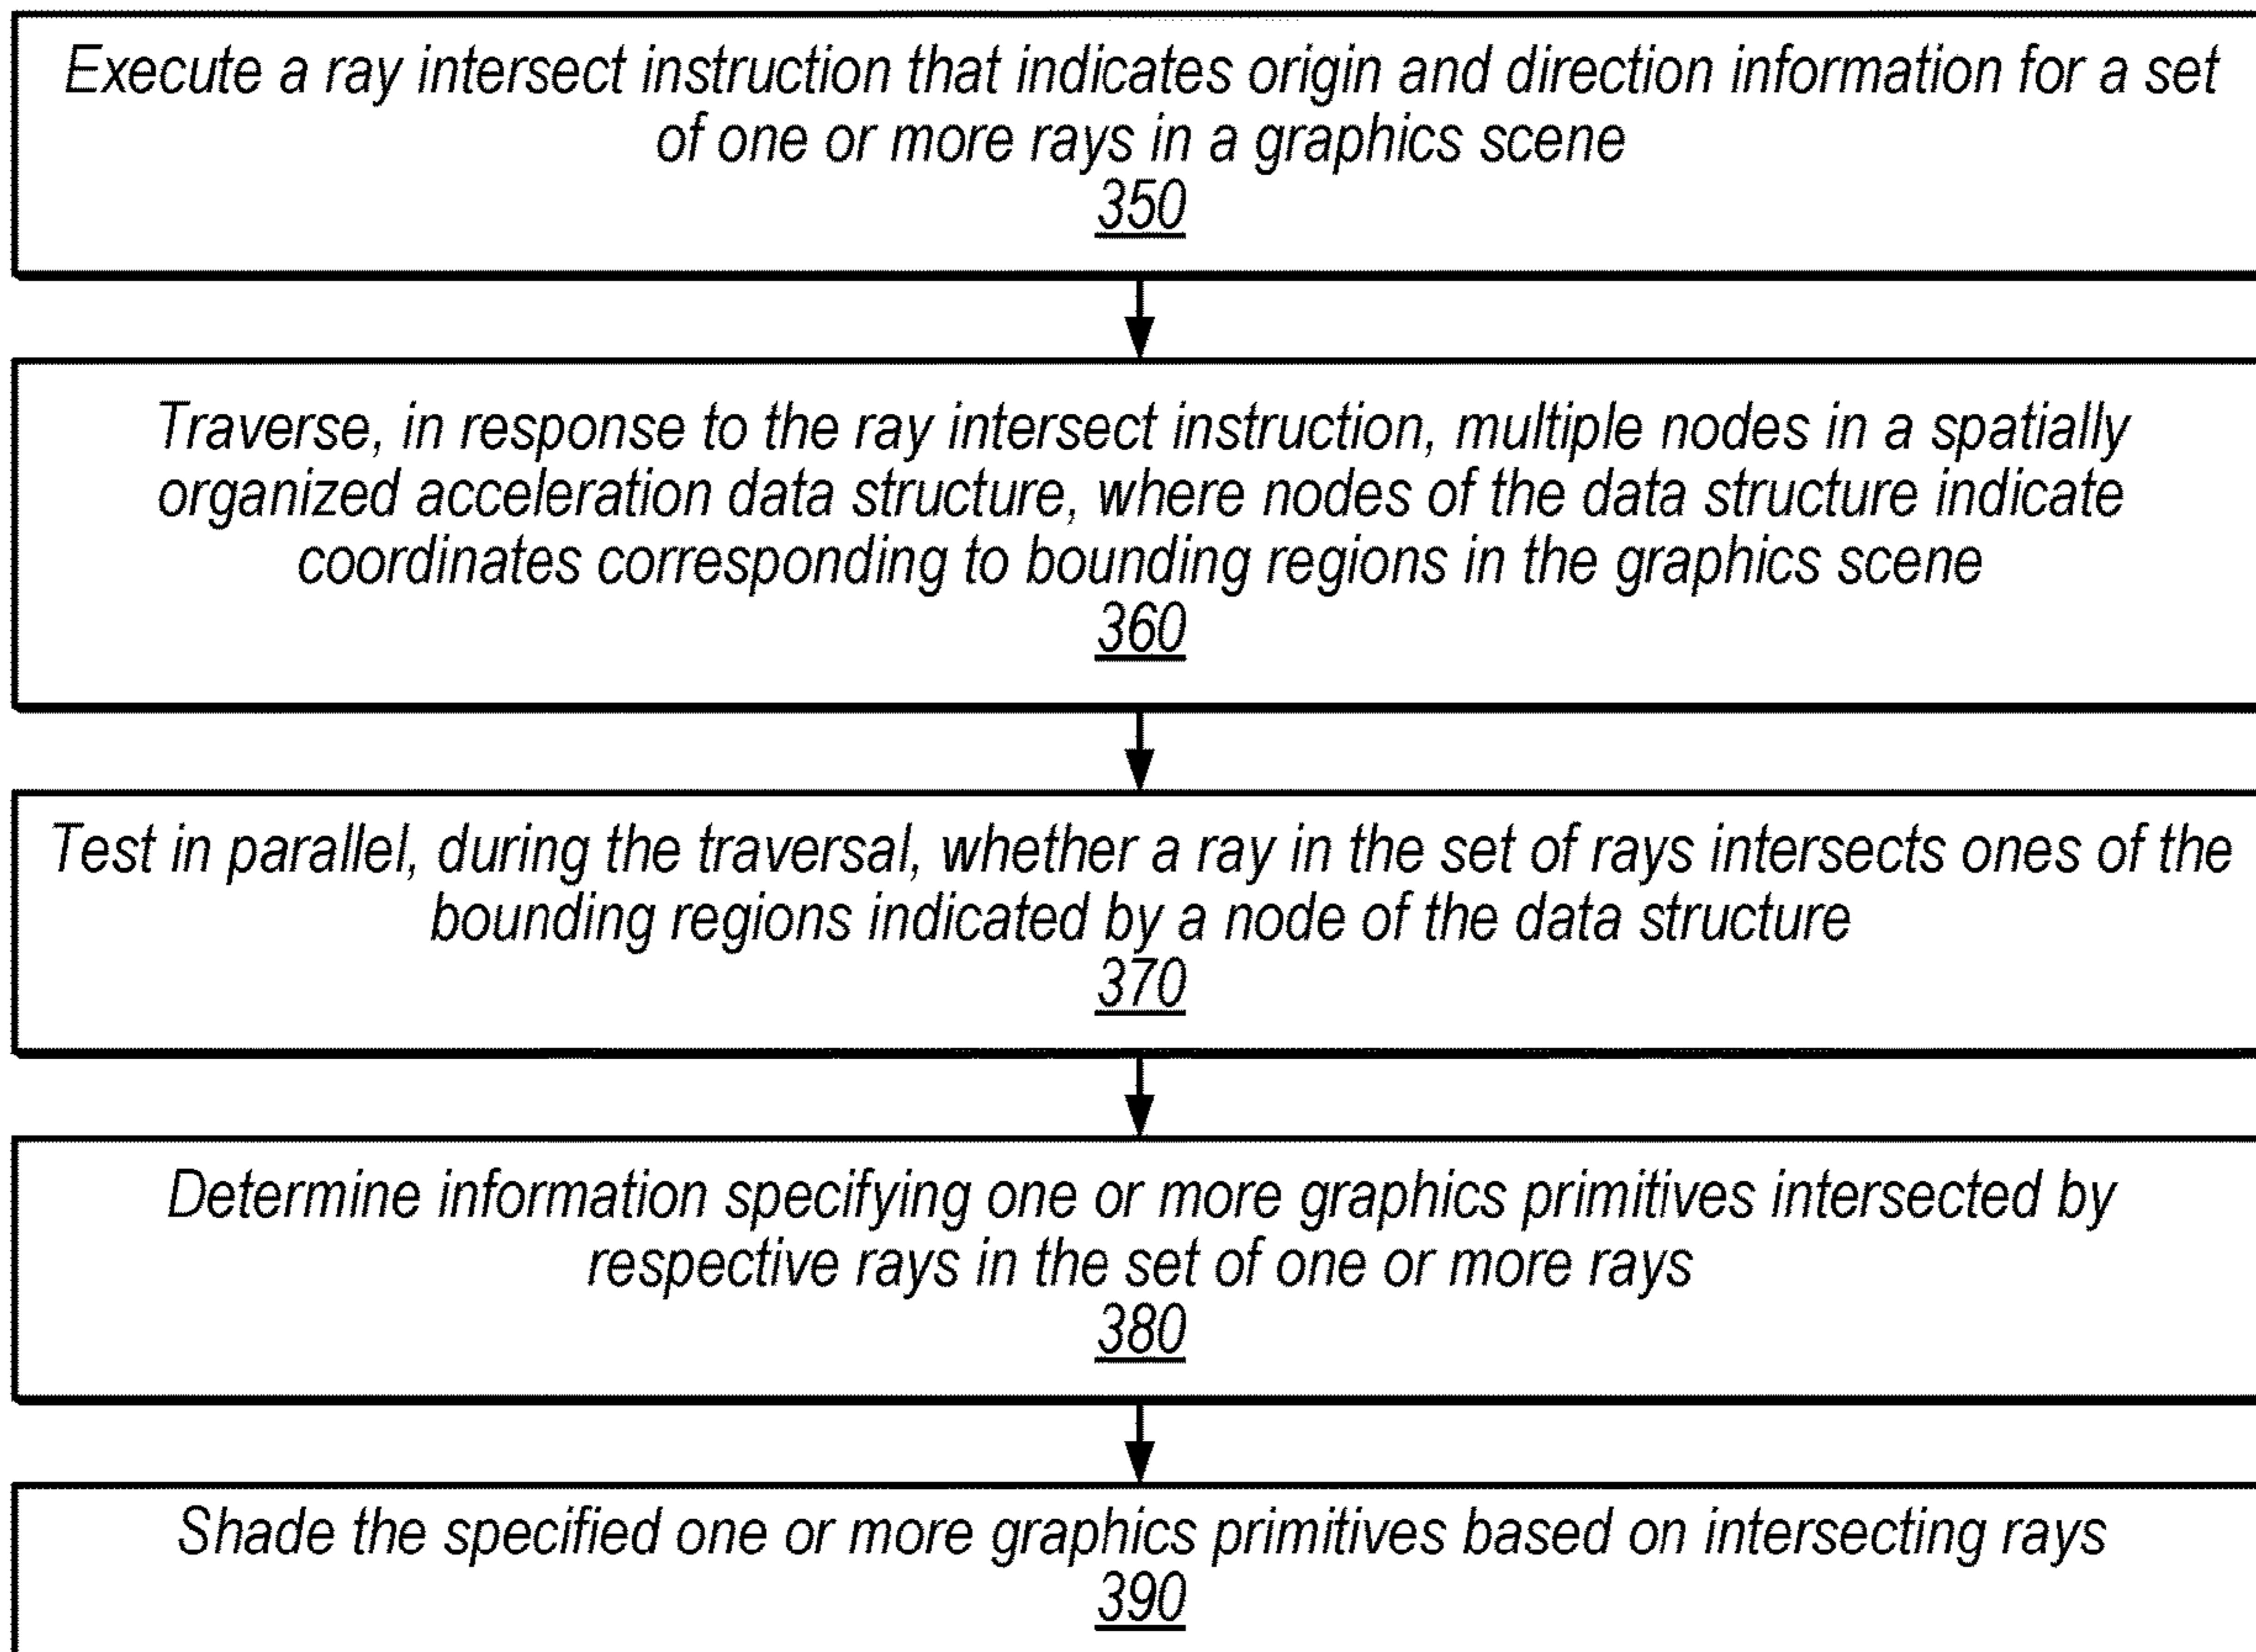 Execute a ray intersect instruction that indicates origin and direction information for a set
of one or more rays in a graphics scene
350
Traverse, in response to the ray intersect instruction, multiple nodes in a spatially
organized acceleration data structure, where nodes of the data structure indicate
coordinates corresponding to bounding regions in the graphics scene
360
Test in parallel, during the traversal, whether a ray in the set of rays intersects ones of the
bounding regions indicated by a node of the data structure
370
Determine information specifying one or more graphics primitives intersected by
respective rays in the set of one or more rays
380
Shade the specified one or more graphics primitives based on intersecting rays
390